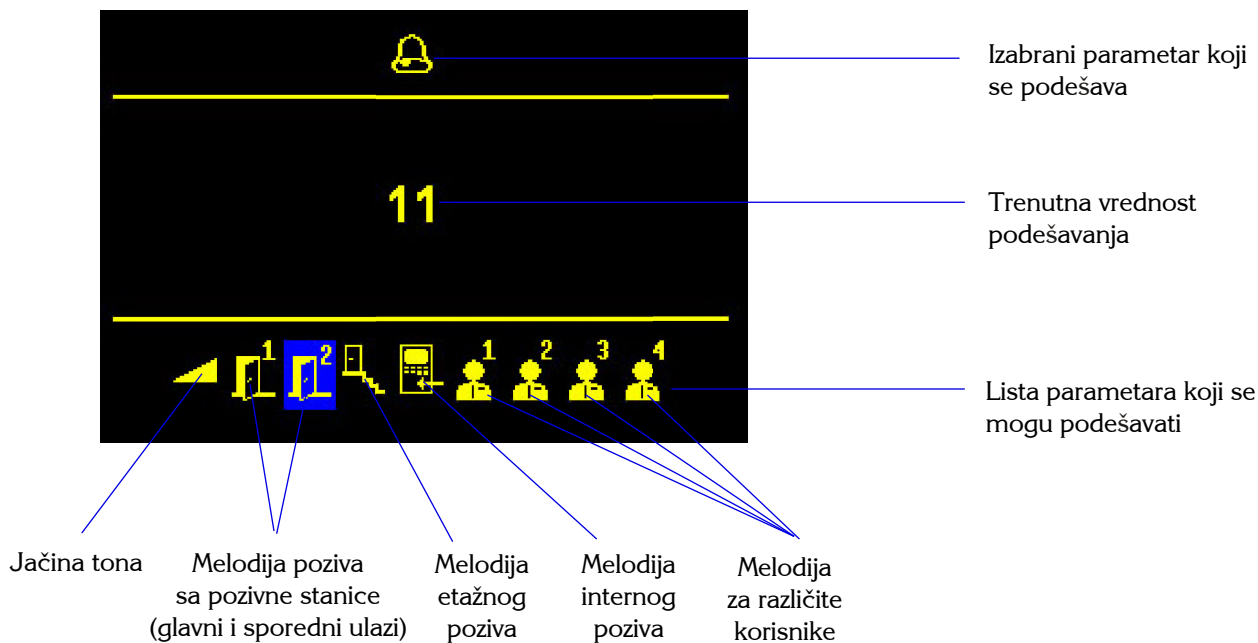 Izabrani parametar koji
se podešava
11
Trenutna vrednost
podešavanja
1 2 1 2 3 4
Lista parametara koji se
mogu podešavati
Jačina tona
Melodija poziva
sa pozivne stanice
(glavni i sporedni ulazi)
Melodija
etažnog
poziva
Melodija
internog
poziva
Melodija
za različite
korisnike